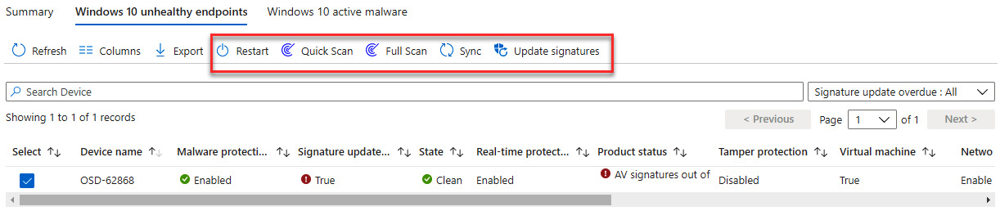 Summary Windows 10 unhealthy endpoints Windows 10 active malware
Refresh Columns Export Restart Quick Scan Full Scan Sync Update signatures
Search Device Signature update overdue : All
Showing 1 to 1 of 1 records < Previous Page 1 of 1 Next >
Select Device name Malware protecti... Signature update... State Real-time protect... Product status Tamper protection Virtual machine Netwo
OSD-62868 Enabled True Clean Enabled AV signatures out of Disabled True Enable